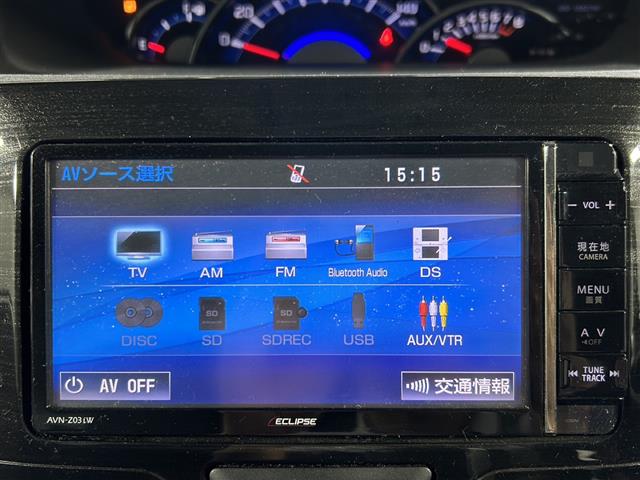 AVソース選択
15:15
TV
AM
FM
Bluetooth Audio
DS
DISC
SD
SDREC
USB
AUX/VTR
AV OFF
交通情報
− VOL +
現在地
CAMERA
MENU
画質
AV
OFF
TUNE
TRACK
ECLIPSE